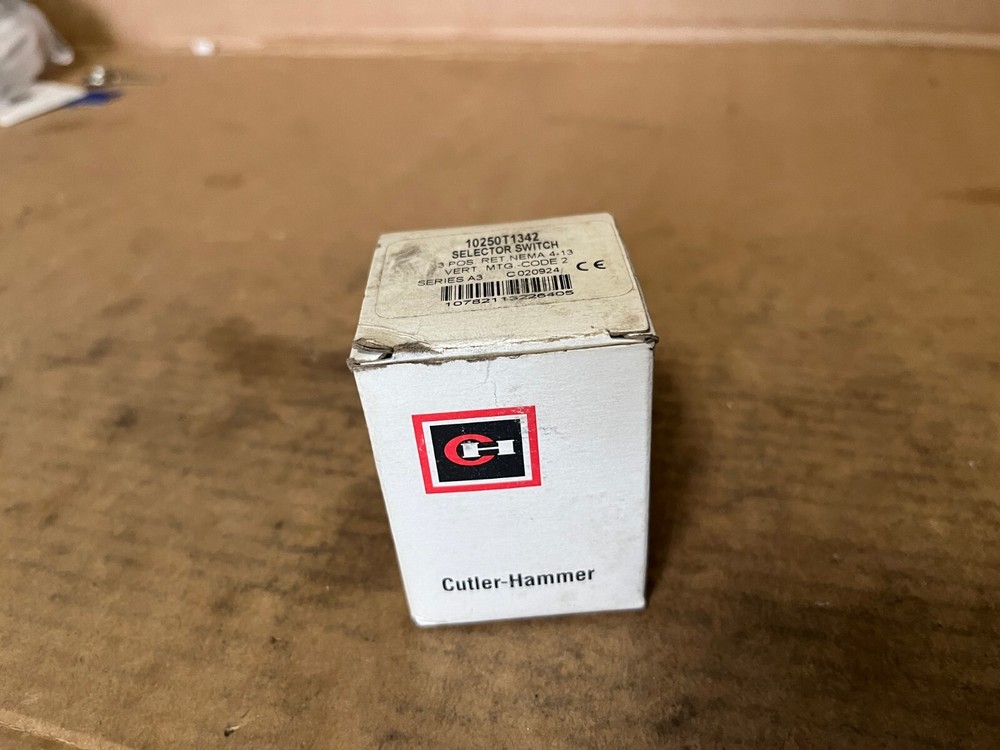 10250T1342
SELECTOR SWITCH
3 POS. RET. NEMA 4-13
VERT. MTG.-CODE 2
SERIES A3 C020924 CE
10782113226405
CH
Cutler-Hammer